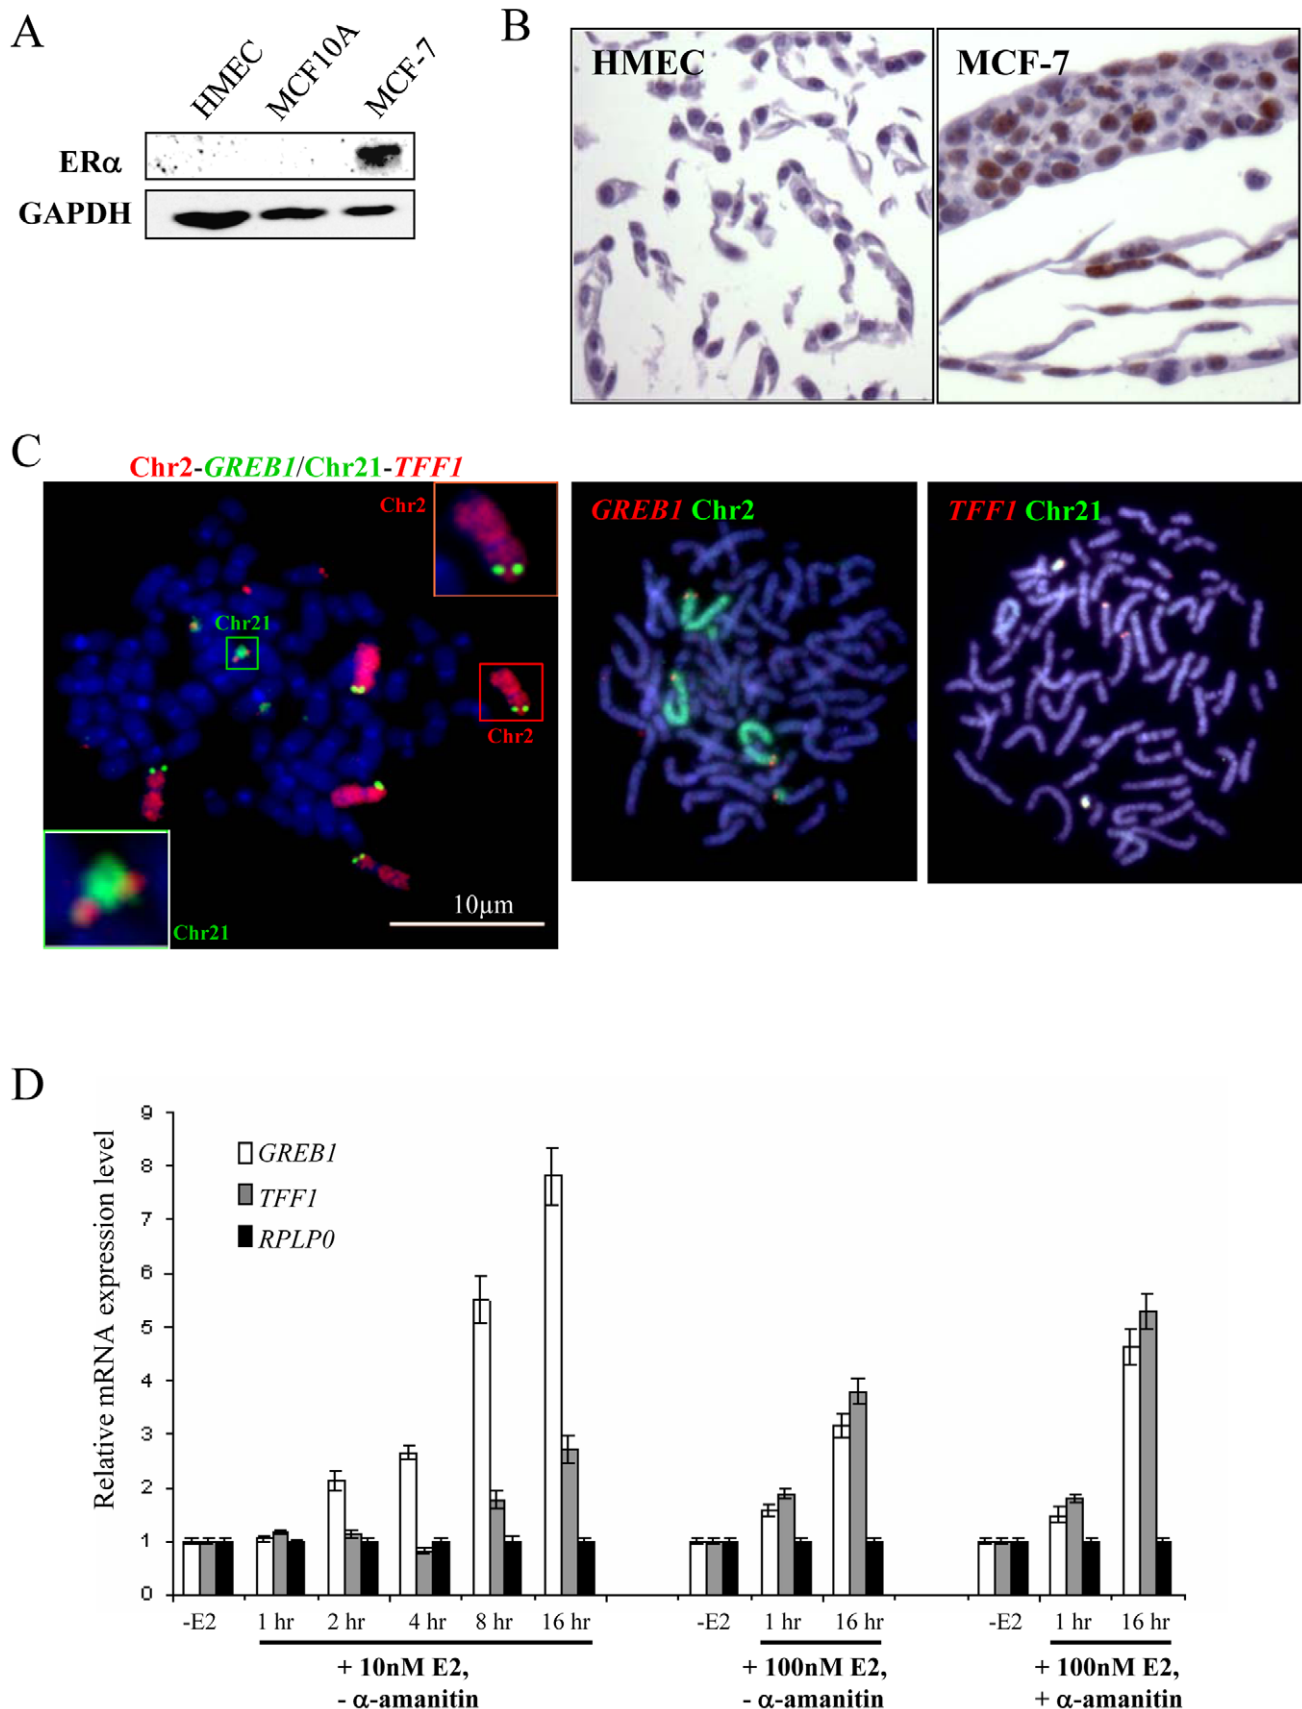 A
HMEC
MCF10A
MCF-7
ERα
GAPDH
B
HMEC
MCF-7
C
Chr2-GREB1/Chr21-TFF1
Chr2
Chr21
Chr2
10μm
Chr21
GREB1 Chr2
TFF1 Chr21
D
Relative mRNA expression level
9
8
7
6
5
4
3
2
1
0
GREB1
TFF1
RPLP0
-E2 1 hr 2 hr 4 hr 8 hr 16 hr -E2 1 hr 16 hr -E2 1 hr 16 hr
+ 10nM E2,
- α-amanitin
+ 100nM E2,
- α-amanitin
+ 100nM E2,
+ α-amanitin